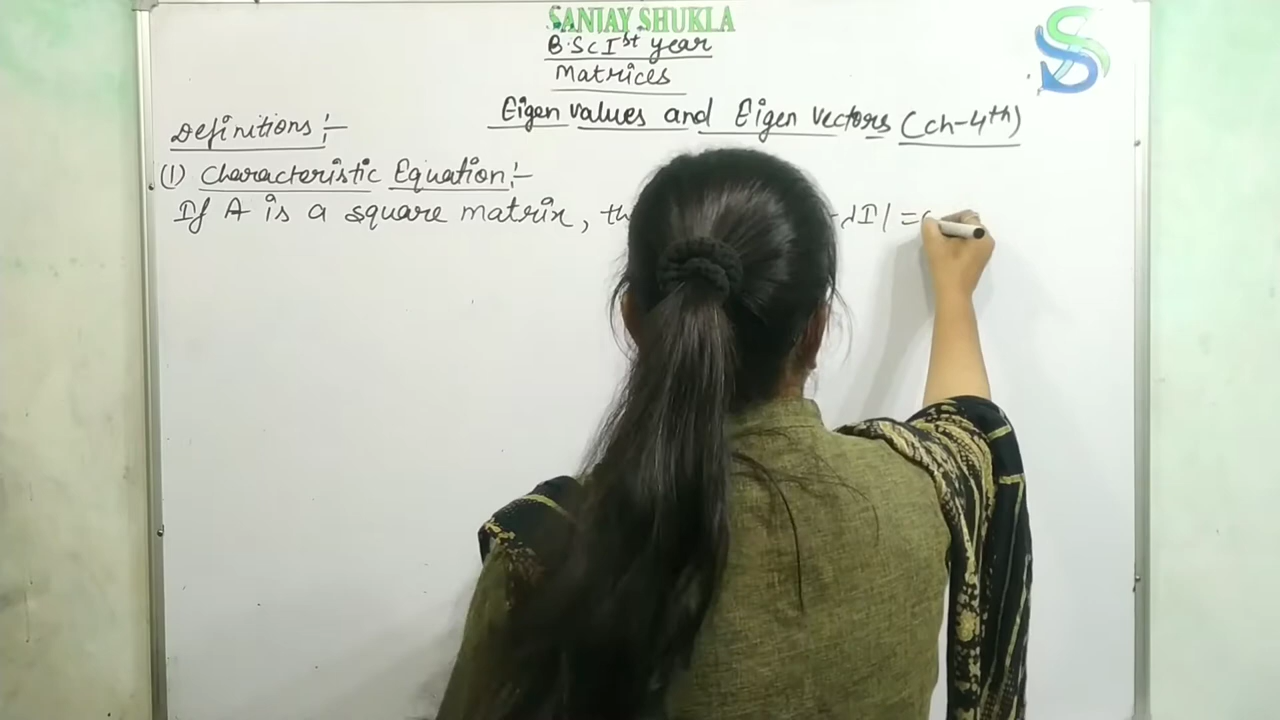 SANJAY SHUKLA
B.Sc Ist year
Matrices
Eigen values and Eigen vectors (ch-4th)
Definitions:-
(1) Characteristic Equation:-
If A is a square matrix, λI| =